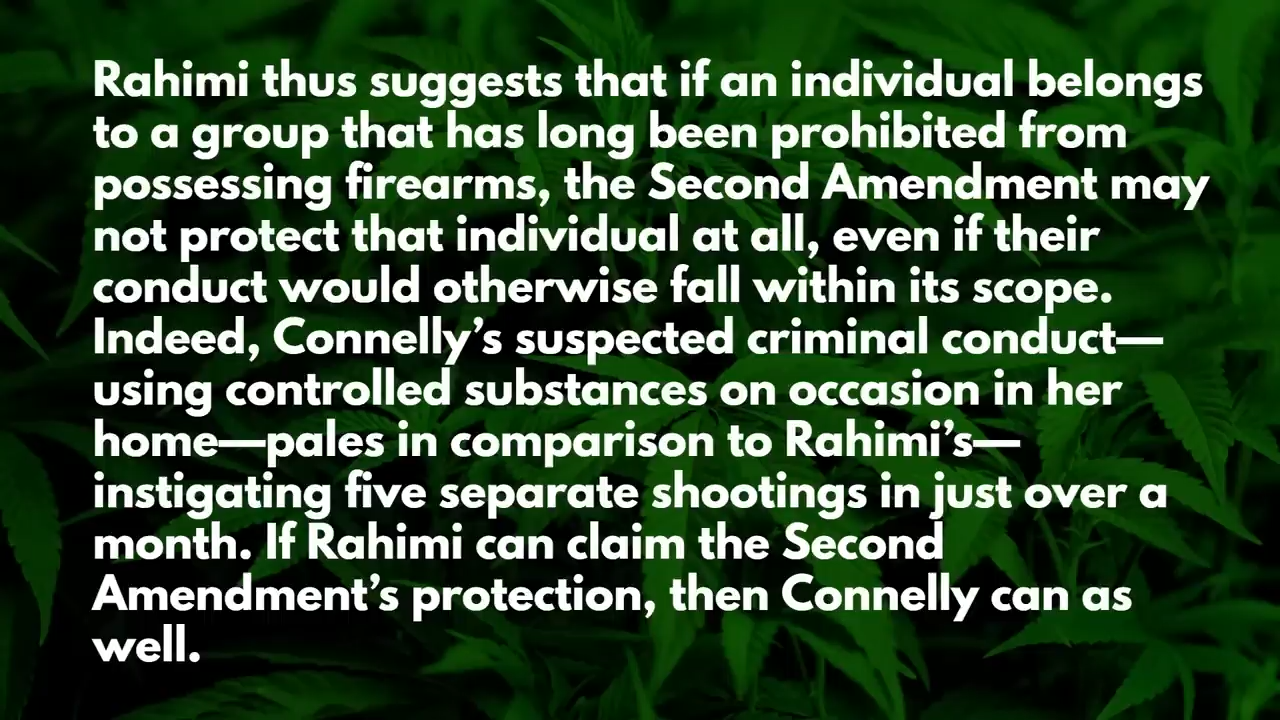 Rahimi thus suggests that if an individual belongs
to a group that has long been prohibited from
possessing firearms, the Second Amendment may
not protect that individual at all, even if their
conduct would otherwise fall within its scope.
Indeed, Connelly’s suspected criminal conduct—
using controlled substances on occasion in her
home—pales in comparison to Rahimi’s—
instigating five separate shootings in just over a
month. If Rahimi can claim the Second
Amendment’s protection, then Connelly can as
well.